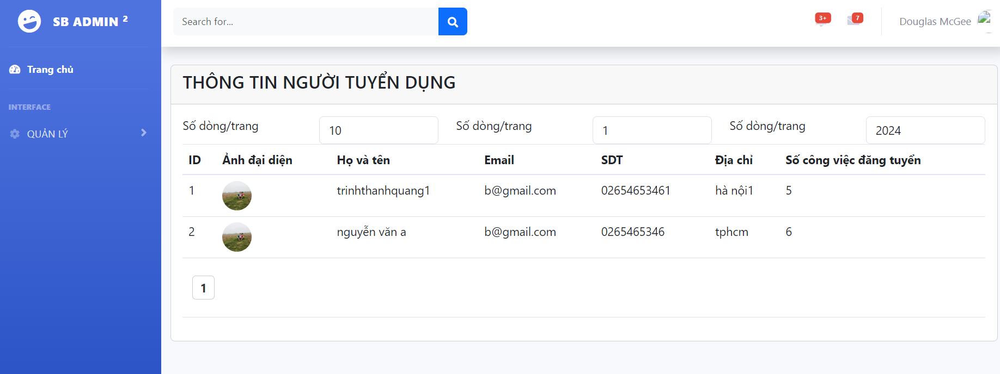 SB ADMIN 2
Search for...
3+
7
Douglas McGee
Trang chủ
INTERFACE
QUẢN LÝ
THÔNG TIN NGƯỜI TUYỂN DỤNG
Số dòng/trang 10 Số dòng/trang 1 Số dòng/trang 2024
ID Ảnh đại diện Họ và tên Email SDT Địa chỉ Số công việc đăng tuyển
1 trinhthanhquang1 b@gmail.com 02654653461 hà nội1 5
2 nguyễn văn a b@gmail.com 0265465346 tphcm 6
1